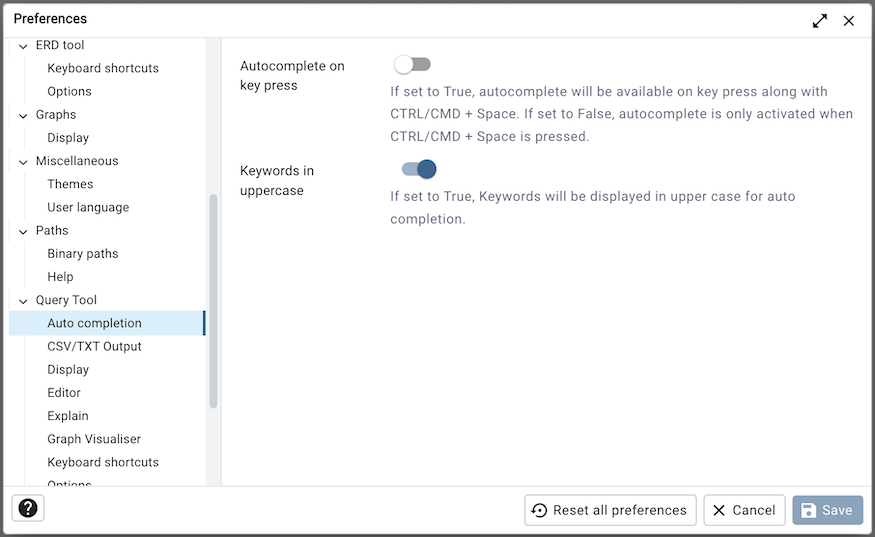 Preferences
ERD tool
Keyboard shortcuts
Options
Graphs
Display
Miscellaneous
Themes
User language
Paths
Binary paths
Help
Query Tool
Auto completion
CSV/TXT Output
Display
Editor
Explain
Graph Visualiser
Keyboard shortcuts
Options
Autocomplete on
key press
If set to True, autocomplete will be available on key press along with
CTRL/CMD + Space. If set to False, autocomplete is only activated when
CTRL/CMD + Space is pressed.
Keywords in
uppercase
If set to True, Keywords will be displayed in upper case for auto
completion.
?
Reset all preferences
Cancel
Save